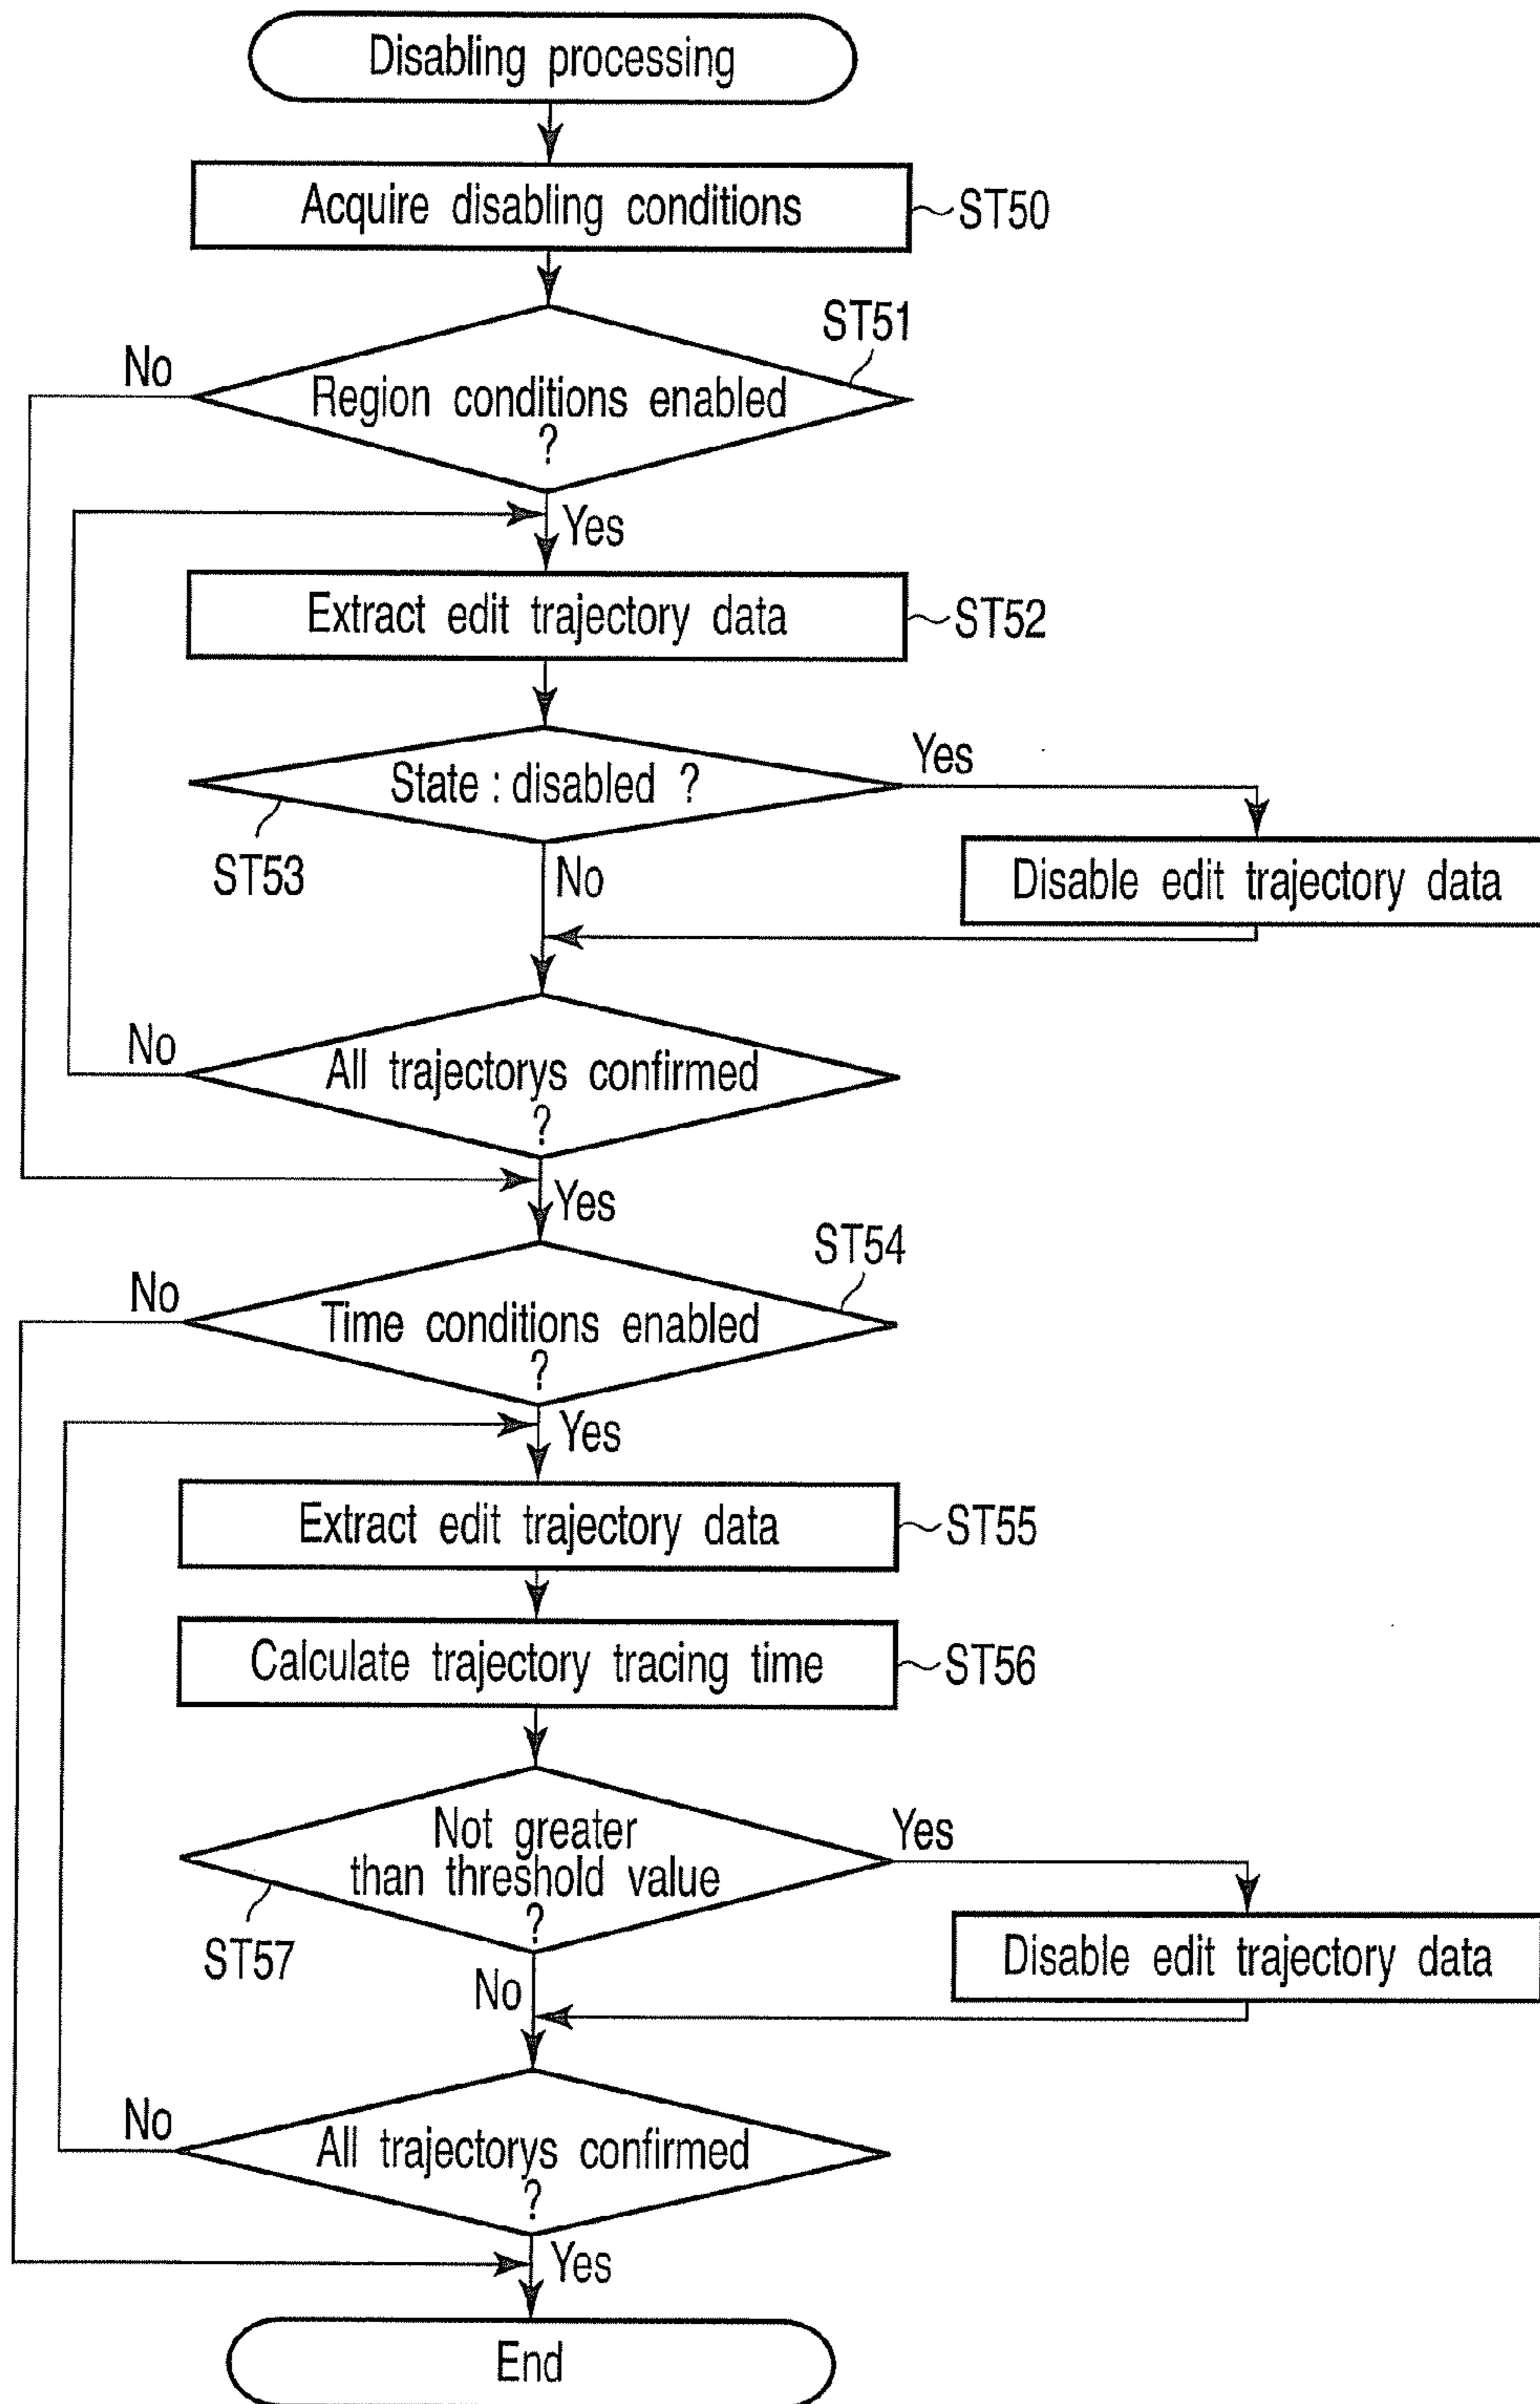 Disabling processing
Acquire disabling conditions
ST50
ST51
No
Region conditions enabled
?
Yes
Extract edit trajectory data
ST52
State : disabled ?
Yes
ST53
No
Disable edit trajectory data
No
All trajectorys confirmed
?
Yes
ST54
No
Time conditions enabled
?
Yes
Extract edit trajectory data
ST55
Calculate trajectory tracing time
ST56
Not greater
than threshold value
?
Yes
ST57
No
Disable edit trajectory data
No
All trajectorys confirmed
?
Yes
End